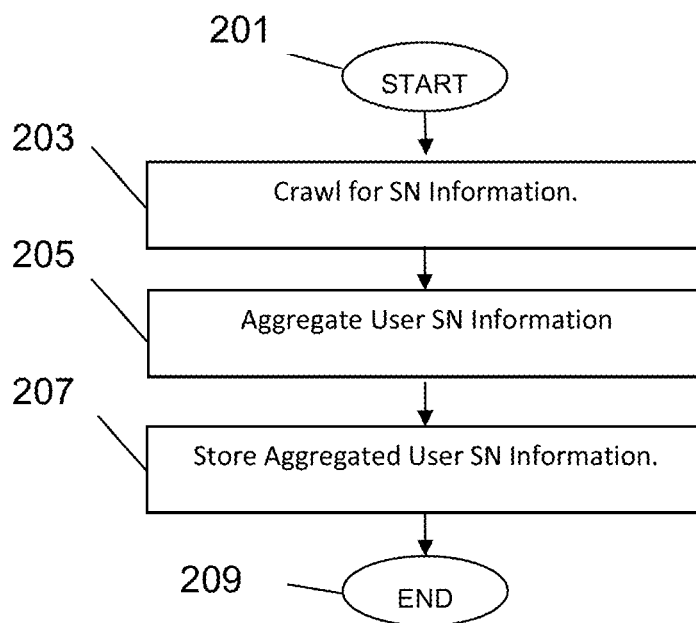 201
START
203
Crawl for SN Information.
205
Aggregate User SN Information
207
Store Aggregated User SN Information.
209
END